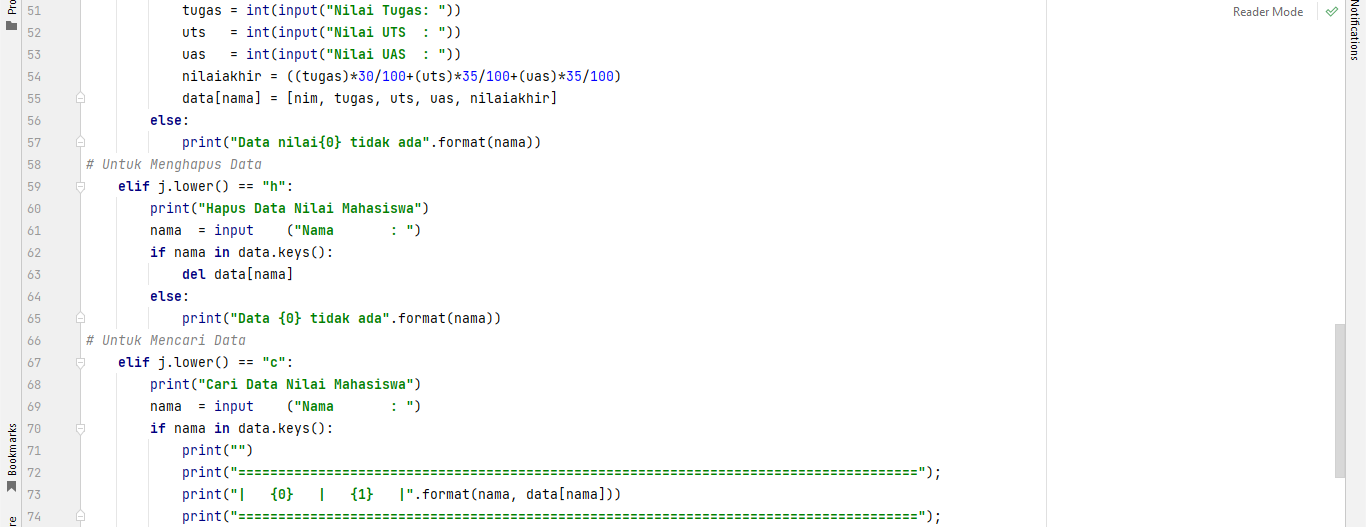 51            tugas = int(input("Nilai Tugas: "))
52            uts   = int(input("Nilai UTS  : "))
53            uas   = int(input("Nilai UAS  : "))
54            nilaiakhir = ((tugas)*30/100+(uts)*35/100+(uas)*35/100)
55            data[nama] = [nim, tugas, uts, uas, nilaiakhir]
56        else:
57            print("Data nilai{0} tidak ada".format(nama))
58 # Untuk Menghapus Data
59    elif j.lower() == "h":
60        print("Hapus Data Nilai Mahasiswa")
61        nama  = input    ("Nama       : ")
62        if nama in data.keys():
63            del data[nama]
64        else:
65            print("Data {0} tidak ada".format(nama))
66 # Untuk Mencari Data
67    elif j.lower() == "c":
68        print("Cari Data Nilai Mahasiswa")
69        nama  = input    ("Nama       : ")
70        if nama in data.keys():
71            print("")
72            print("=====================================================================================");
73            print("|   {0}   |   {1}   |".format(nama, data[nama]))
74            print("=====================================================================================");
Reader Mode
Notifications
Pro
Bookmarks
re